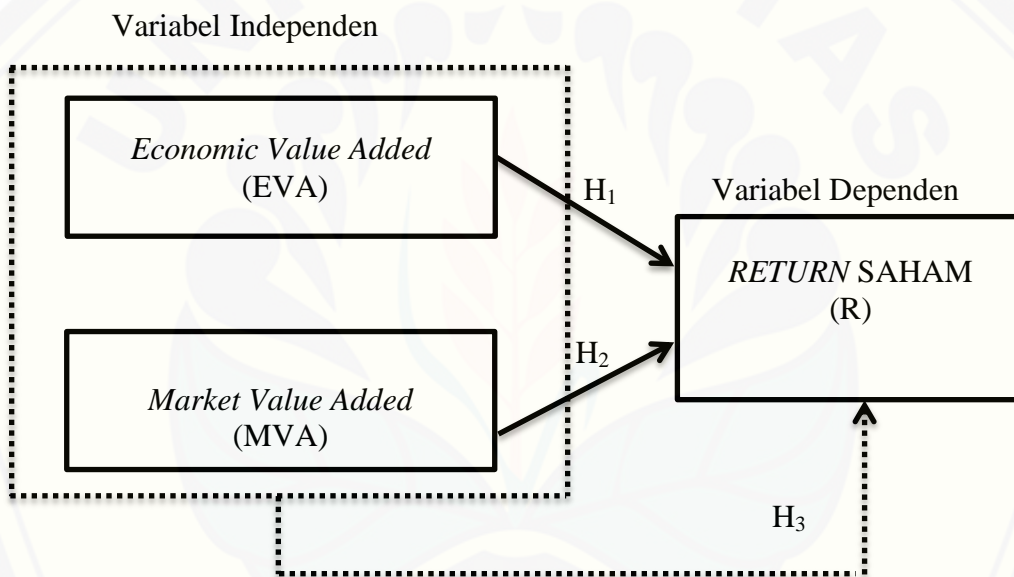 Variabel Independen
Economic Value Added
(EVA)
H₁
Variabel Dependen
RETURN SAHAM
(R)
H₂
Market Value Added
(MVA)
H₃